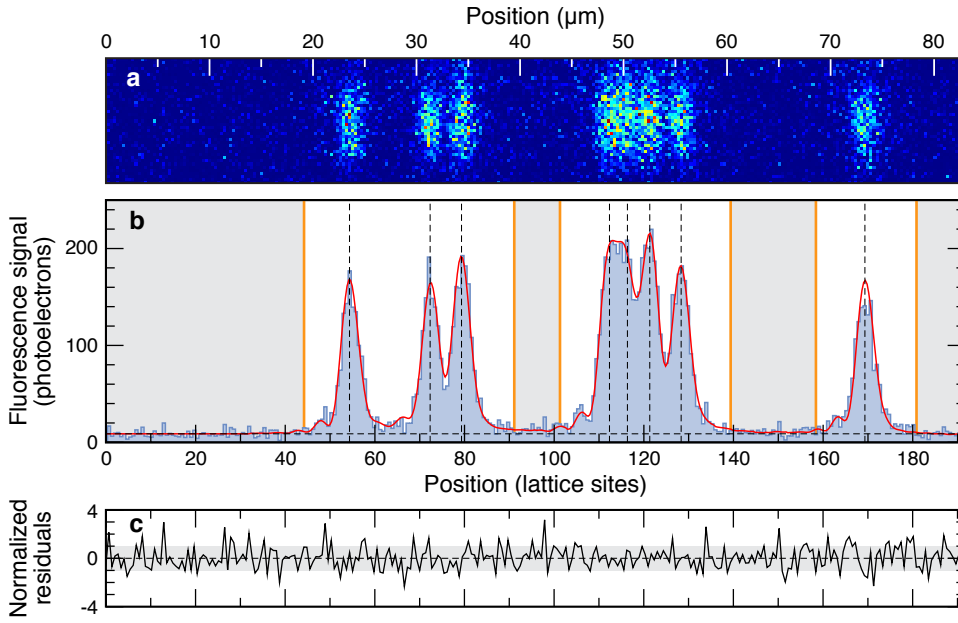 Position (µm)
0 10 20 30 40 50 60 70 80
a
b
Fluorescence signal
(photoelectrons)
200
100
0
0 20 40 60 80 100 120 140 160 180
Position (lattice sites)
c
Normalized
residuals
4
0
-4